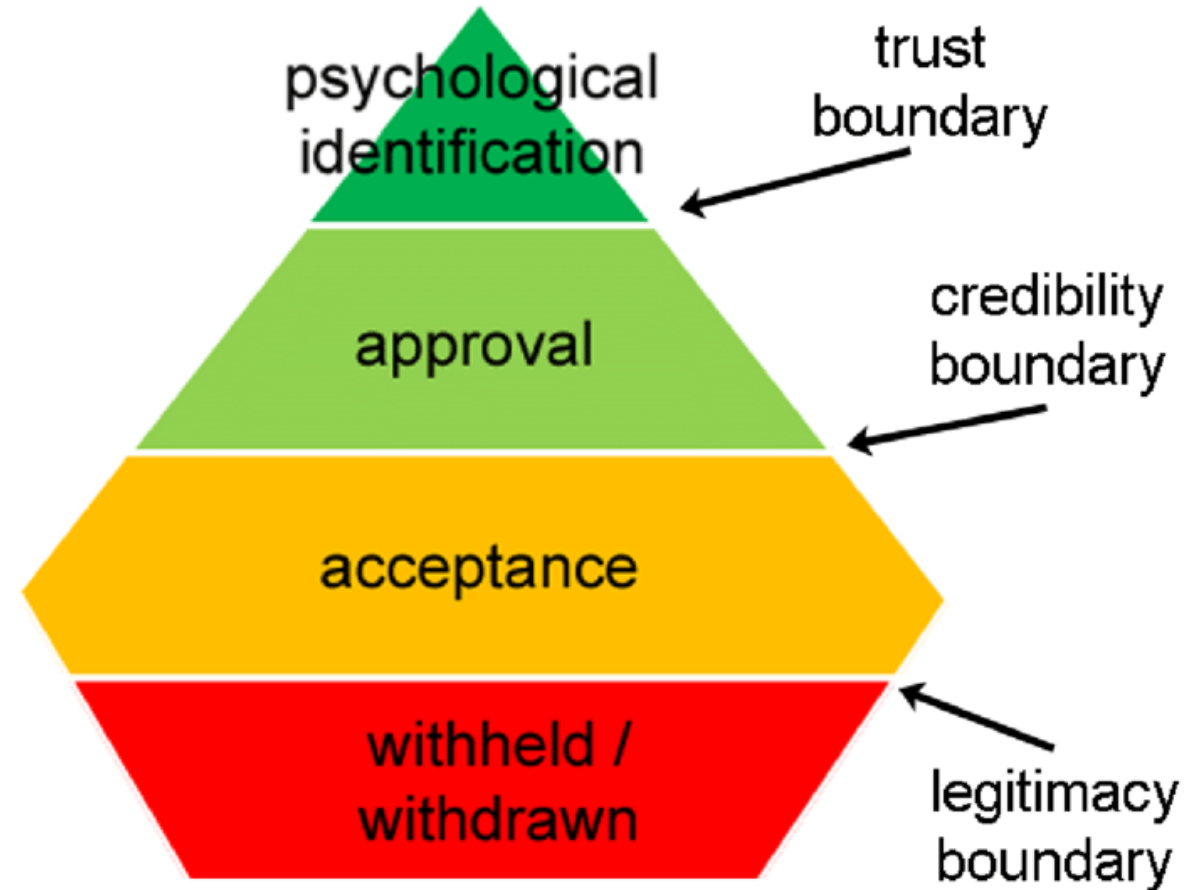 psychological
identification
trust
boundary
approval
credibility
boundary
acceptance
withheld /
withdrawn
legitimacy
boundary